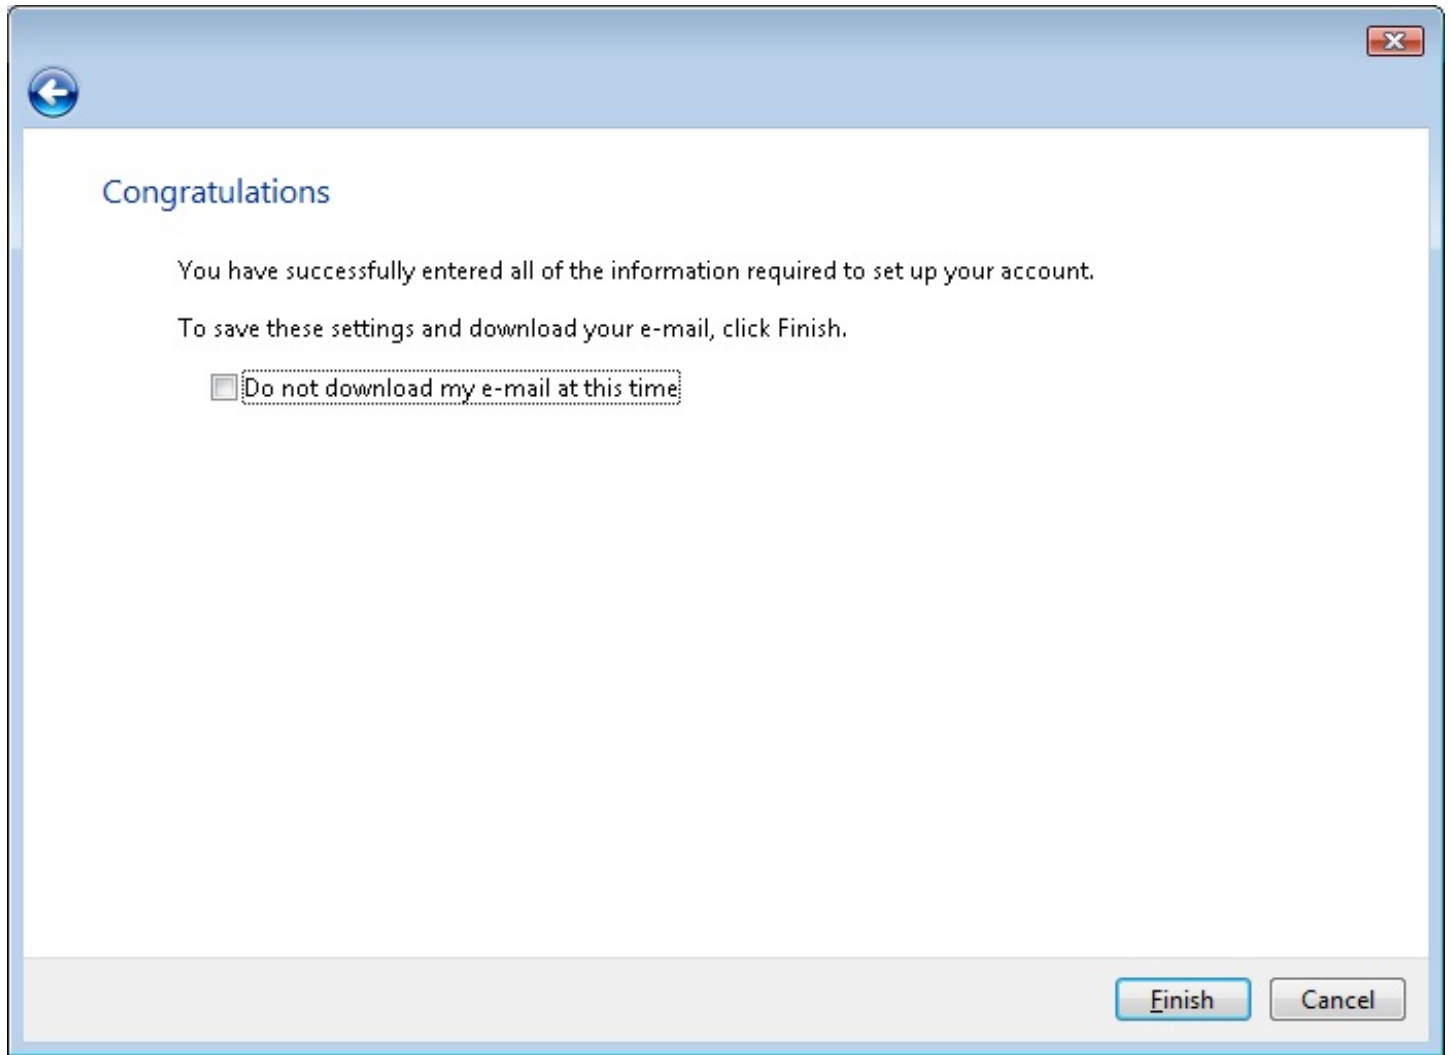 Congratulations
You have successfully entered all of the information required to set up your account.
To save these settings and download your e-mail, click Finish.
Do not download my e-mail at this time
Finish
Cancel